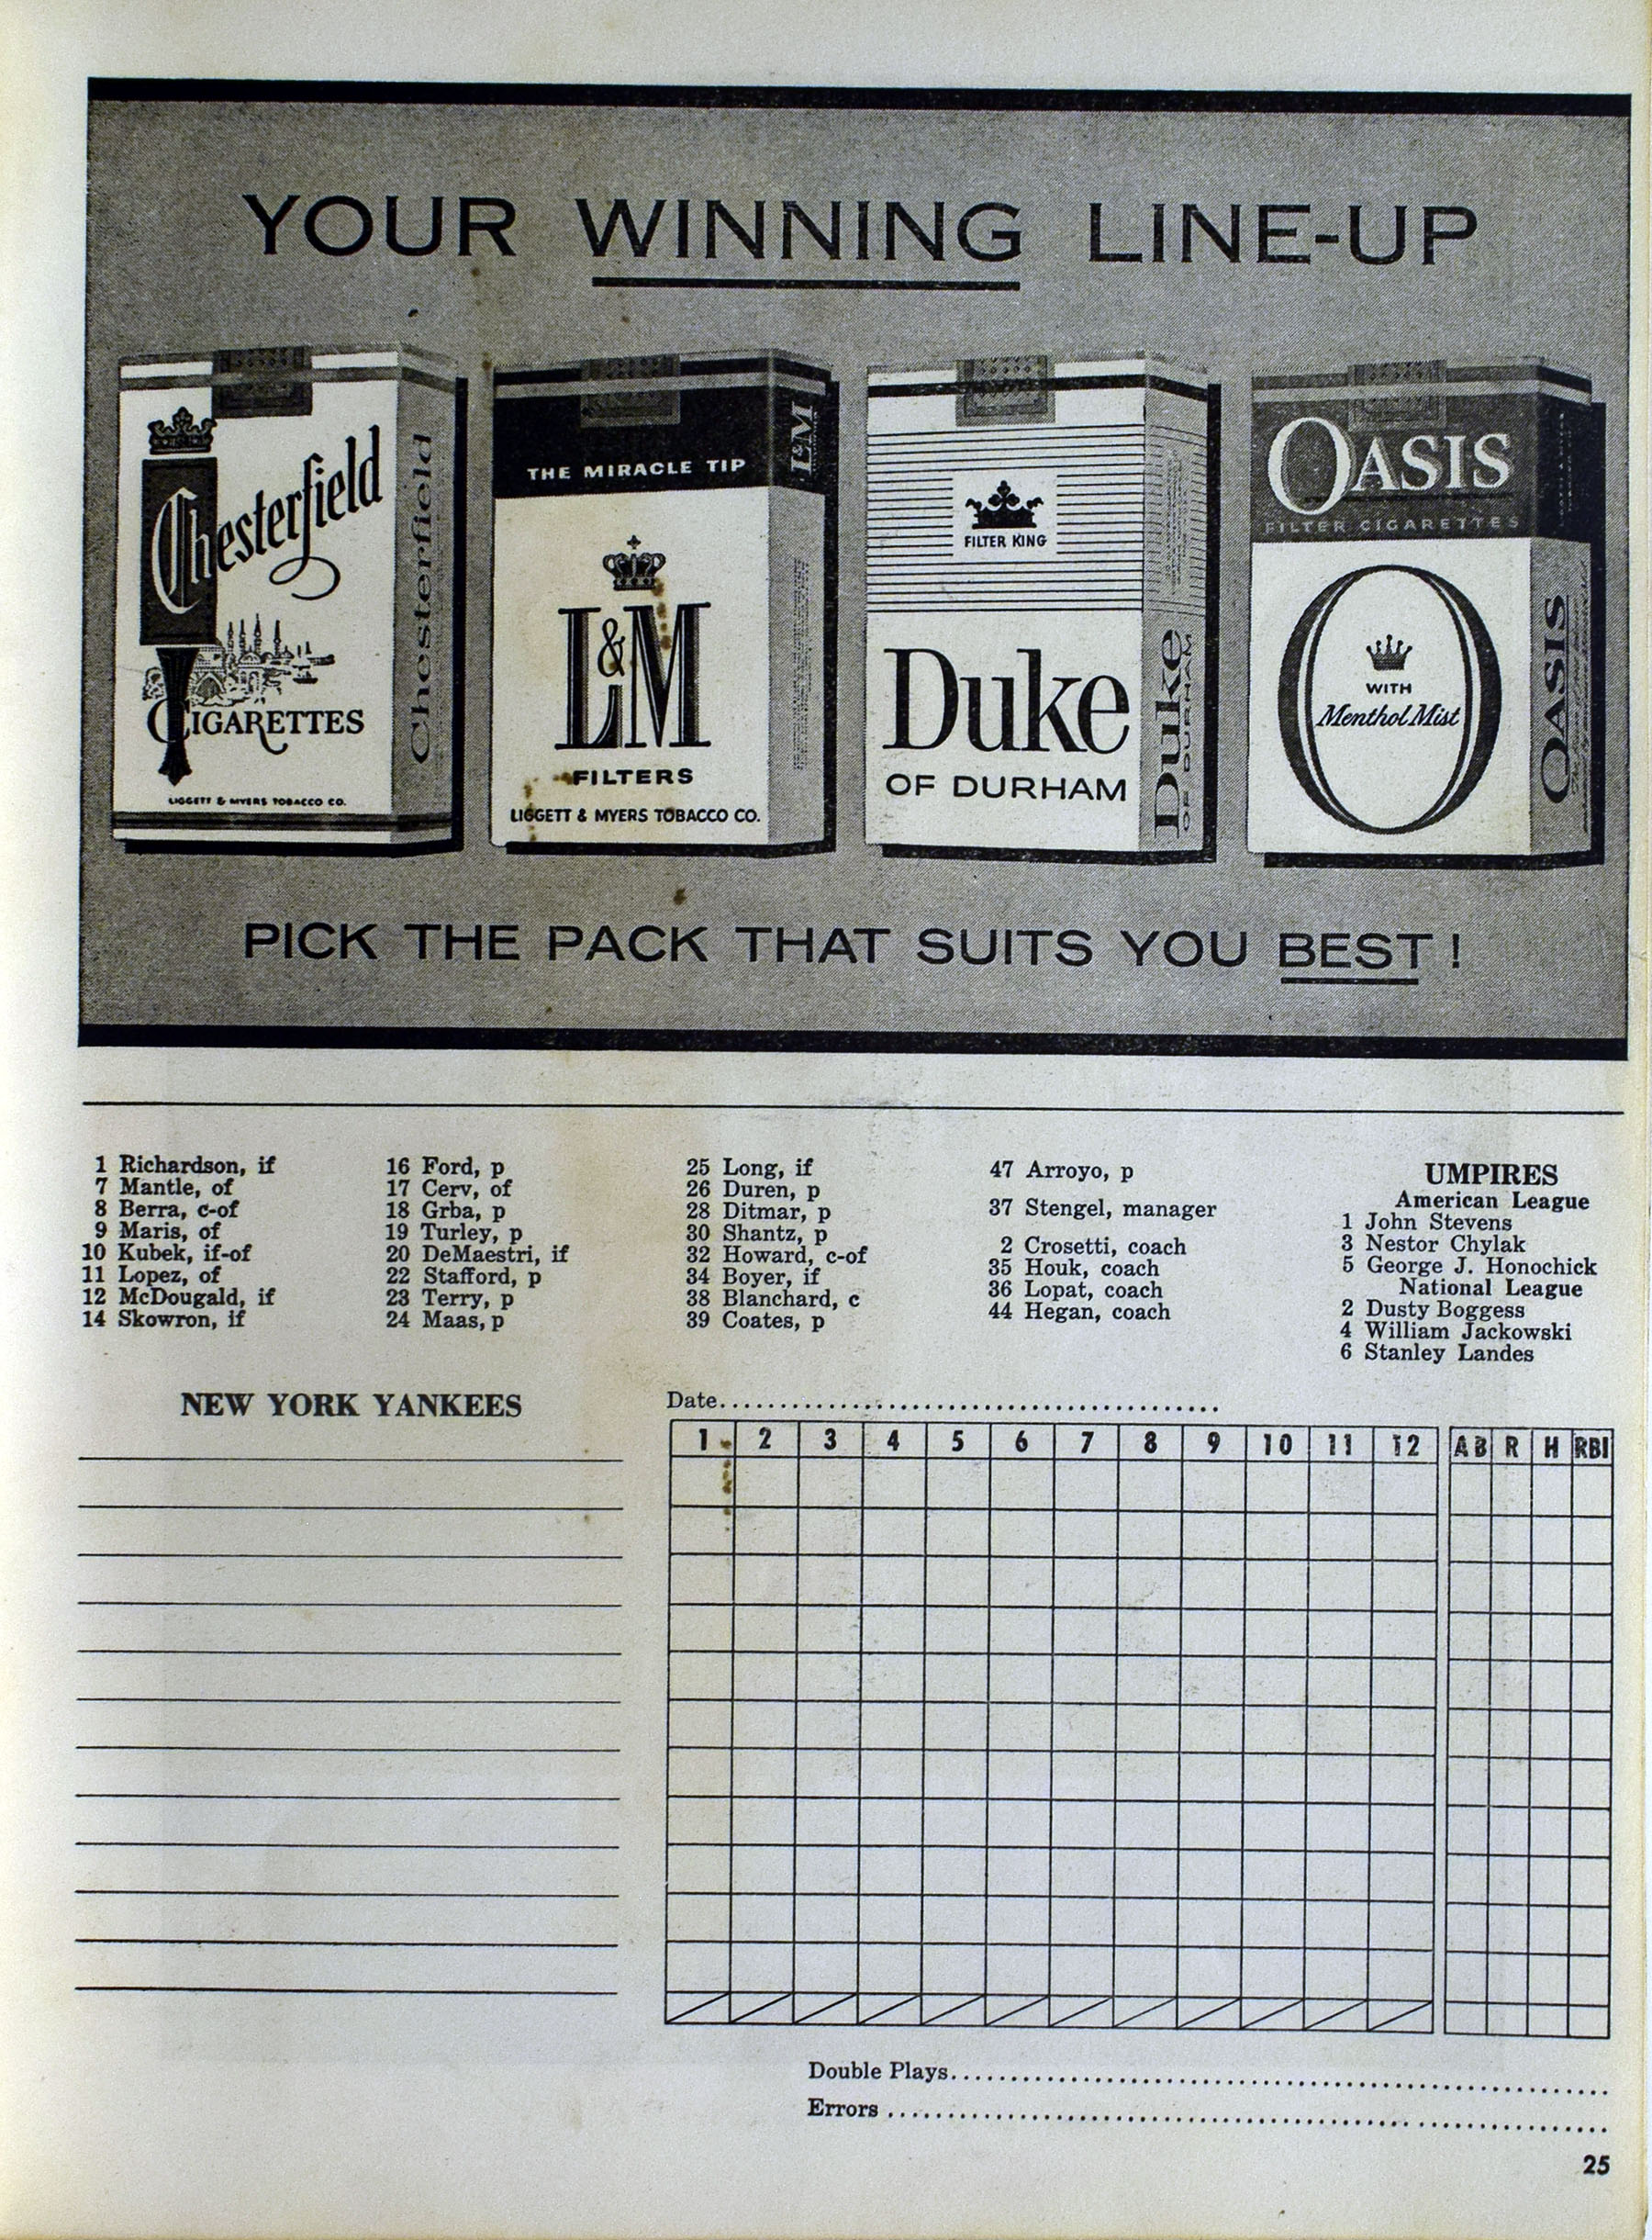 YOUR WINNING LINE-UP
Chesterfield
CIGARETTES
LIGGETT & MYERS TOBACCO CO.
Chesterfield
THE MIRACLE TIP
L&M
FILTERS
LIGGETT & MYERS TOBACCO CO.
L&M
FILTER KING
Duke
OF DURHAM
Duke
OF DURHAM
OASIS
FILTER CIGARETTES
WITH
Menthol Mist
OASIS
PICK THE PACK THAT SUITS YOU BEST!
1 Richardson, if
7 Mantle, of
8 Berra, c-of
9 Maris, of
10 Kubek, if-of
11 Lopez, of
12 McDougald, if
14 Skowron, if
16 Ford, p
17 Cerv, of
18 Grba, p
19 Turley, p
20 DeMaestri, if
22 Stafford, p
23 Terry, p
24 Maas, p
25 Long, if
26 Duren, p
28 Ditmar, p
30 Shantz, p
32 Howard, c-of
34 Boyer, if
38 Blanchard, c
39 Coates, p
47 Arroyo, p
37 Stengel, manager
2 Crosetti, coach
35 Houk, coach
36 Lopat, coach
44 Hegan, coach
UMPIRES
American League
1 John Stevens
3 Nestor Chylak
5 George J. Honochick
National League
2 Dusty Boggess
4 William Jackowski
6 Stanley Landes
NEW YORK YANKEES
Date
1 2 3 4 5 6 7 8 9 10 11 12 AB R H RBI
Double Plays
Errors
25